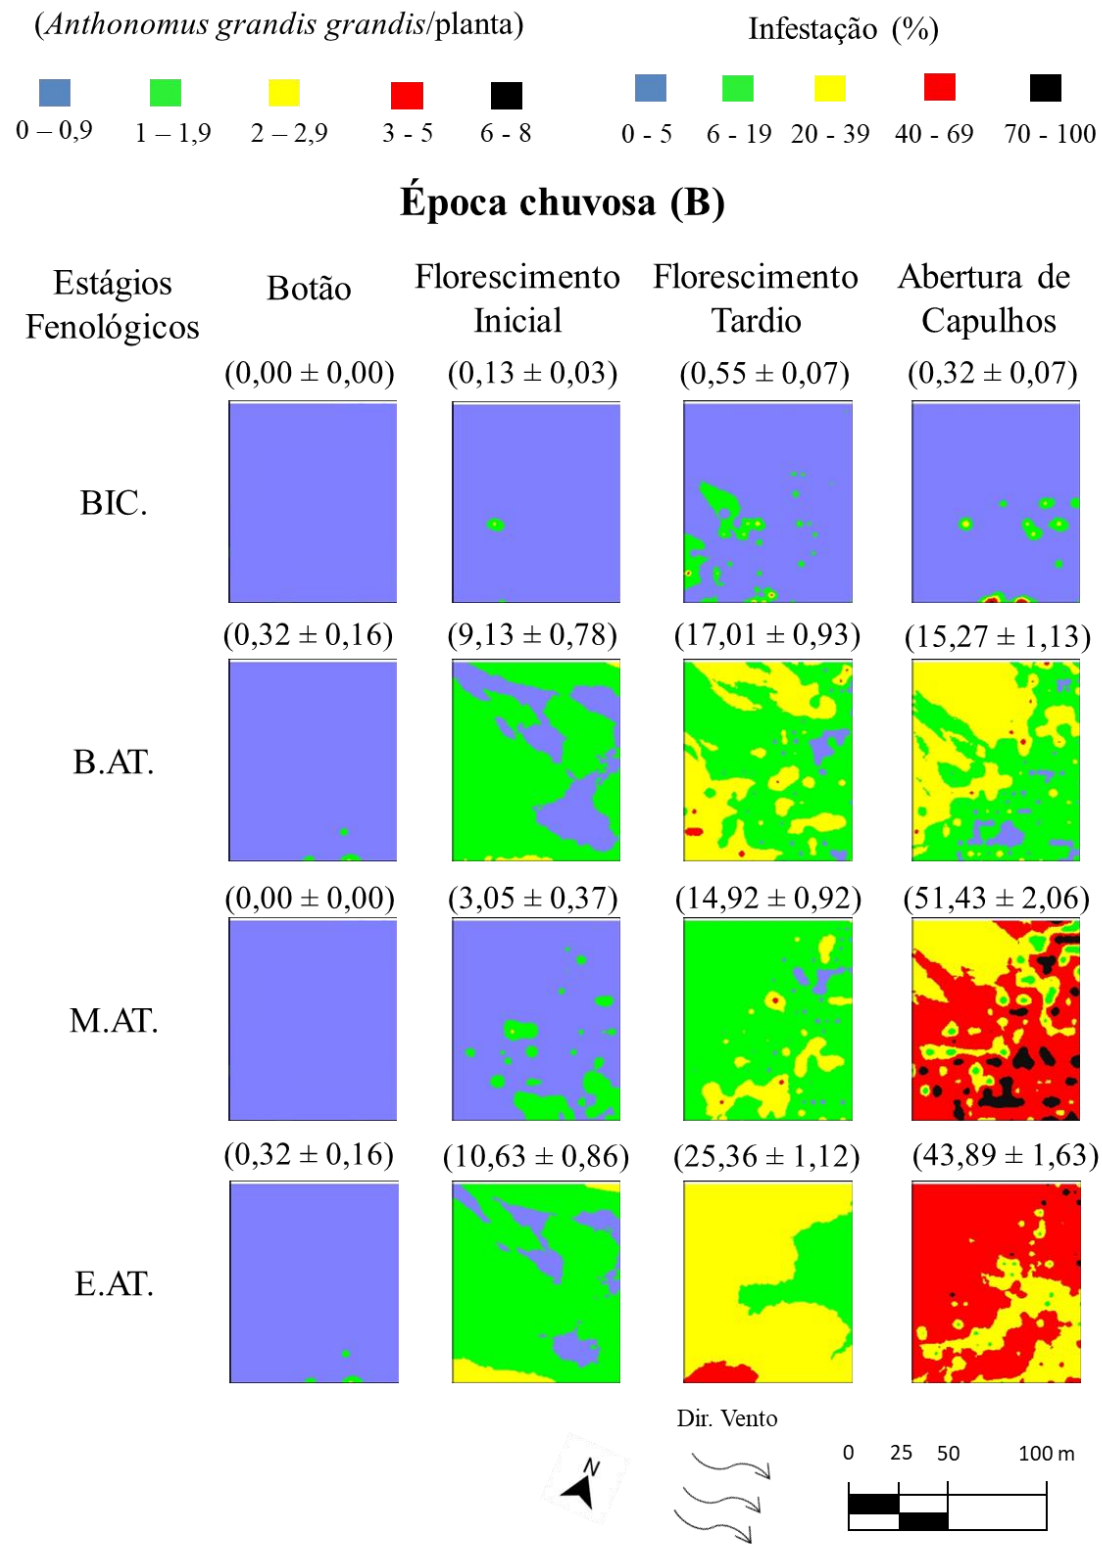 (Anthonomus grandis grandis/planta) Infestação (%)
0 – 0,9 1 – 1,9 2 – 2,9 3 - 5 6 - 8 0 - 5 6 - 19 20 - 39 40 - 69 70 - 100
Época chuvosa (B)
Estágios Fenológicos Botão Florescimento Inicial Florescimento Tardio Abertura de Capulhos
(0,00 ± 0,00) (0,13 ± 0,03) (0,55 ± 0,07) (0,32 ± 0,07)
BIC.
(0,32 ± 0,16) (9,13 ± 0,78) (17,01 ± 0,93) (15,27 ± 1,13)
B.AT.
(0,00 ± 0,00) (3,05 ± 0,37) (14,92 ± 0,92) (51,43 ± 2,06)
M.AT.
(0,32 ± 0,16) (10,63 ± 0,86) (25,36 ± 1,12) (43,89 ± 1,63)
E.AT.
Dir. Vento
N
0 25 50 100 m